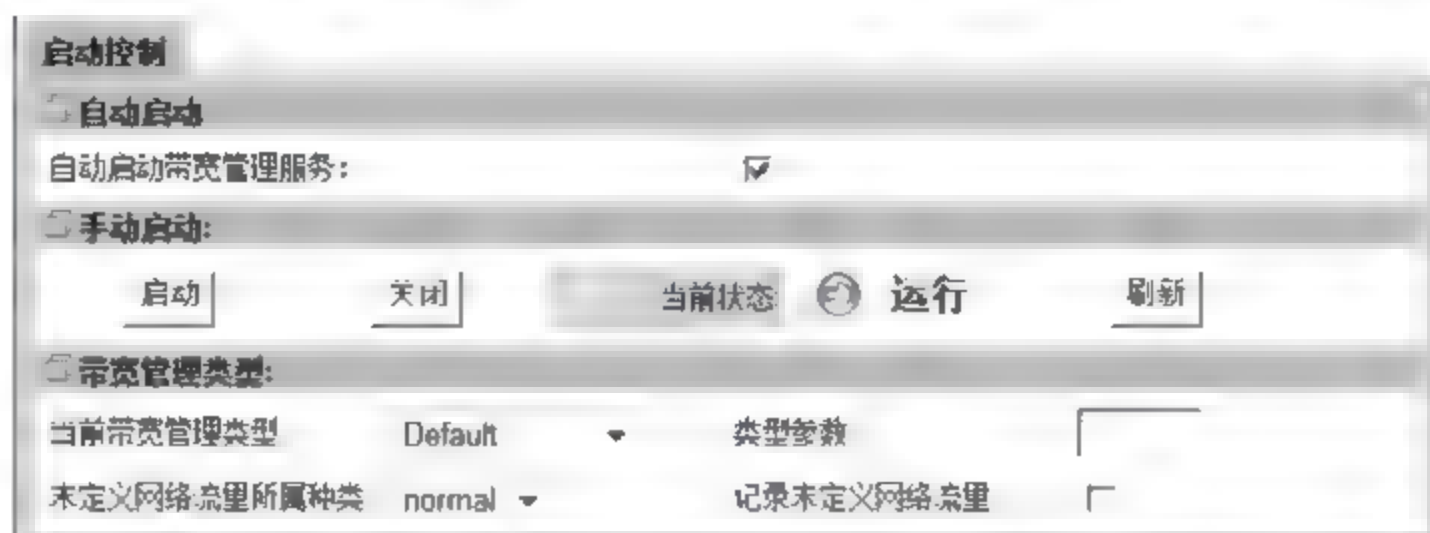 启动控制
自动启动
自动启动带宽管理服务:
手动启动:
启动 关闭 当前状态: 运行 刷新
带宽管理类型:
当前带宽管理类型 Default 类型参数
未定义网络流量所属种类 normal 记录未定义网络流量